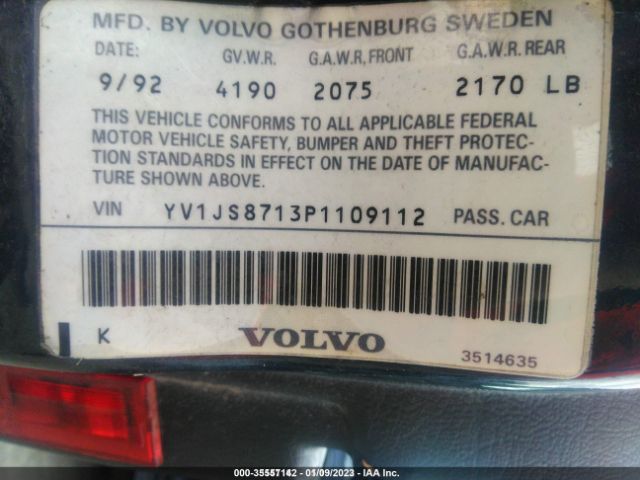 MFD. BY VOLVO GOTHENBURG SWEDEN
DATE: GV.W.R. G.A.W.R,FRONT G.A.W.R. REAR
9/92 4190 2075 2170 LB
THIS VEHICLE CONFORMS TO ALL APPLICABLE FEDERAL
MOTOR VEHICLE SAFETY, BUMPER AND THEFT PROTEC-
TION STANDARDS IN EFFECT ON THE DATE OF MANUFAC-
TURE SHOWN ABOVE.
VIN YV1JS8713P1109112 PASS. CAR
K VOLVO 3514635
000-35557142 - 01/09/2023 - IAA Inc.